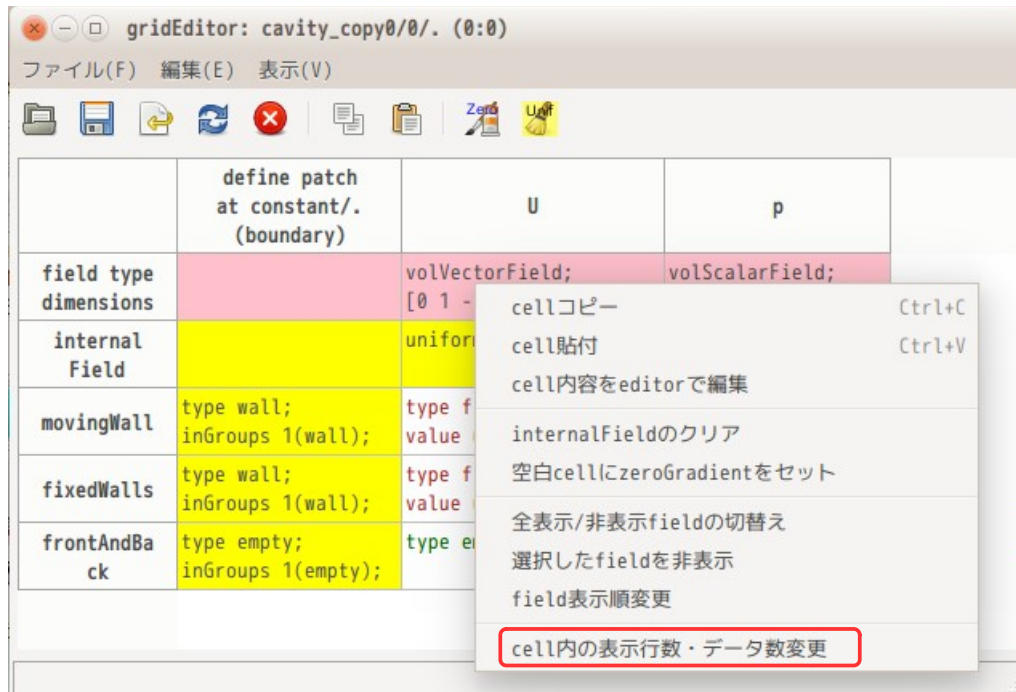 gridEditor: cavity_copy0/0/. (0:0)
ファイル(F) 編集(E) 表示(V)
Zero
Unif
define patch
at constant/.
(boundary)
U
p
field type
dimensions
volVectorField;
[0 1 -
volScalarField;
internal
Field
movingWall
type wall;
inGroups 1(wall);
type f
value
fixedWalls
type wall;
inGroups 1(wall);
type f
value
frontAndBa
ck
type empty;
inGroups 1(empty);
type e
cellコピー Ctrl+C
cell貼付 Ctrl+V
cell内容をeditorで編集
internalFieldのクリア
空白cellにzeroGradientをセット
全表示/非表示fieldの切替え
選択したfieldを非表示
field表示順変更
cell内の表示行数・データ数変更